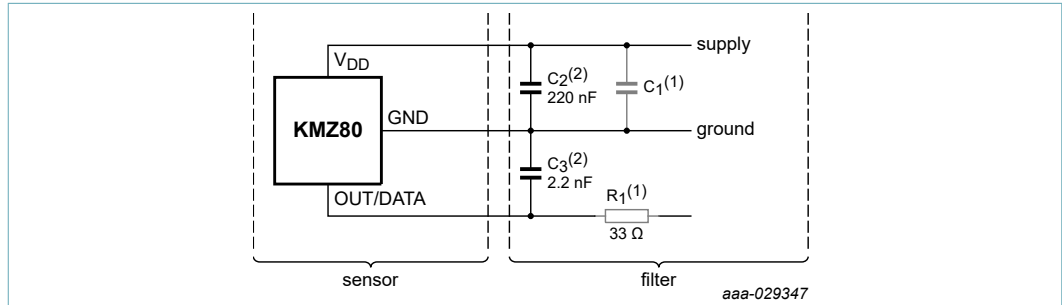 supply
VDD
C2(2)
220 nF
C1(1)
GND
KMZ80
ground
C3(2)
2.2 nF
OUT/DATA
R1(1)
33 Ω
sensor
filter
aaa-029347